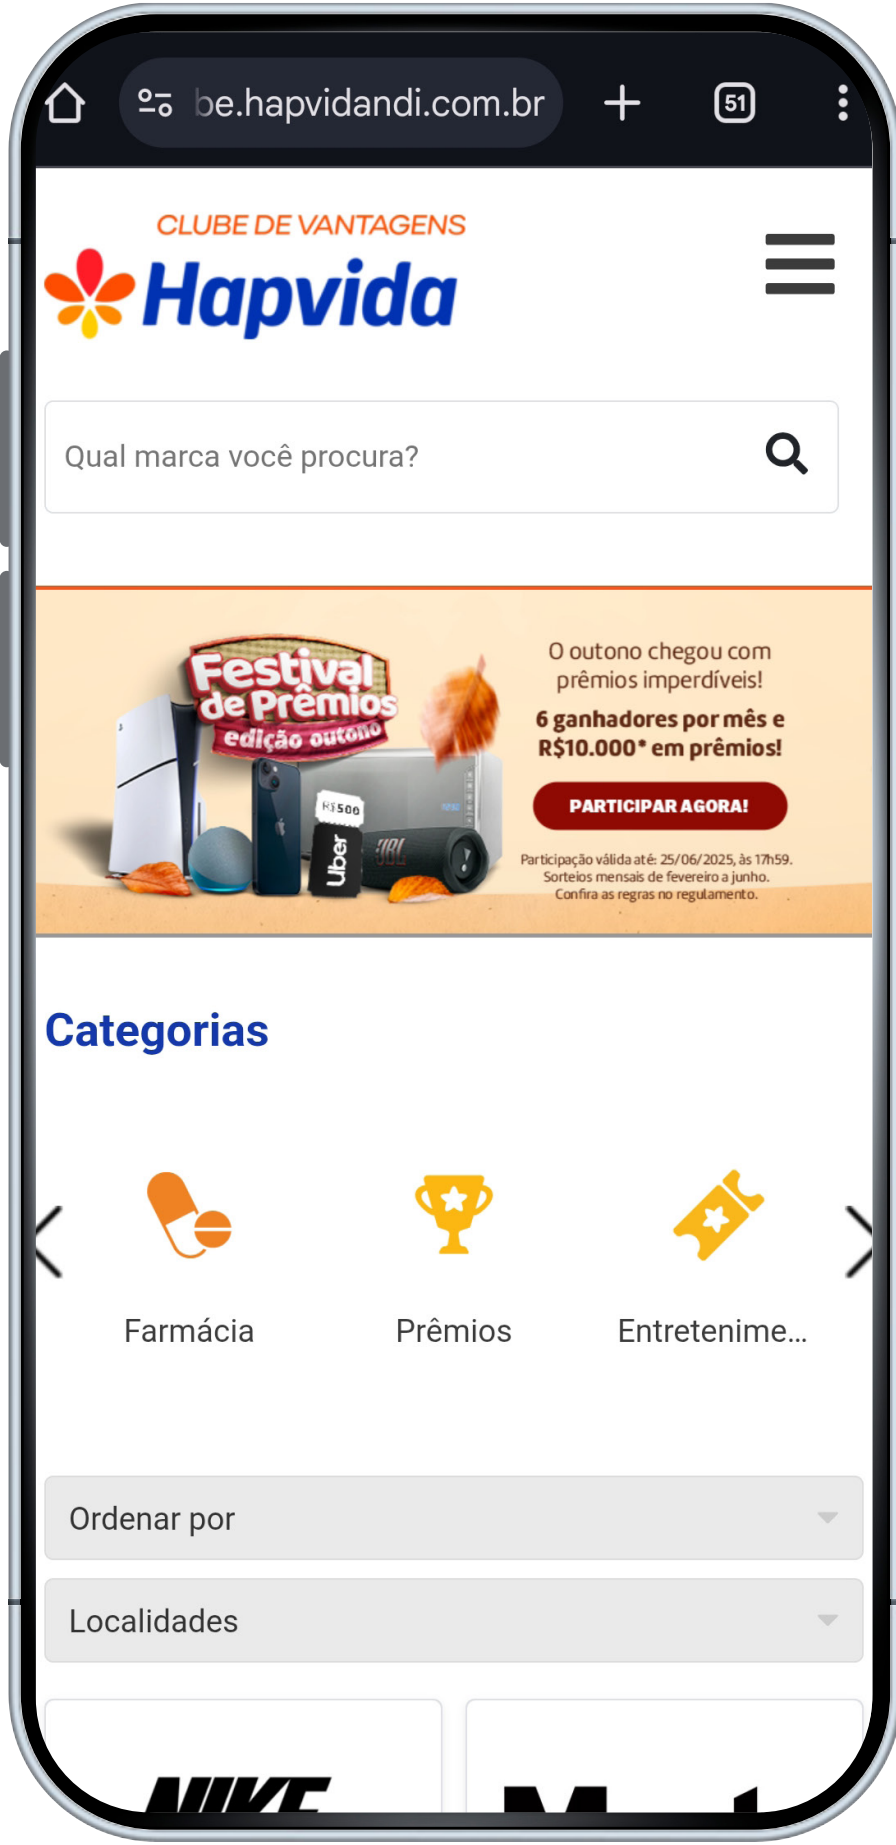 be.hapvidandi.com.br
51
CLUBE DE VANTAGENS
Hapvida
Qual marca você procura?
Festival
de Prêmios
edição outono
R$500
Uber
JBL
O outono chegou com
prêmios imperdíveis!
6 ganhadores por mês e
R$10.000* em prêmios!
PARTICIPAR AGORA!
Participação válida até: 25/06/2025, às 17h59.
Sorteios mensais de fevereiro a junho.
Confira as regras no regulamento.
Categorias
Farmácia
Prêmios
Entretenime...
Ordenar por
Localidades
NIKE